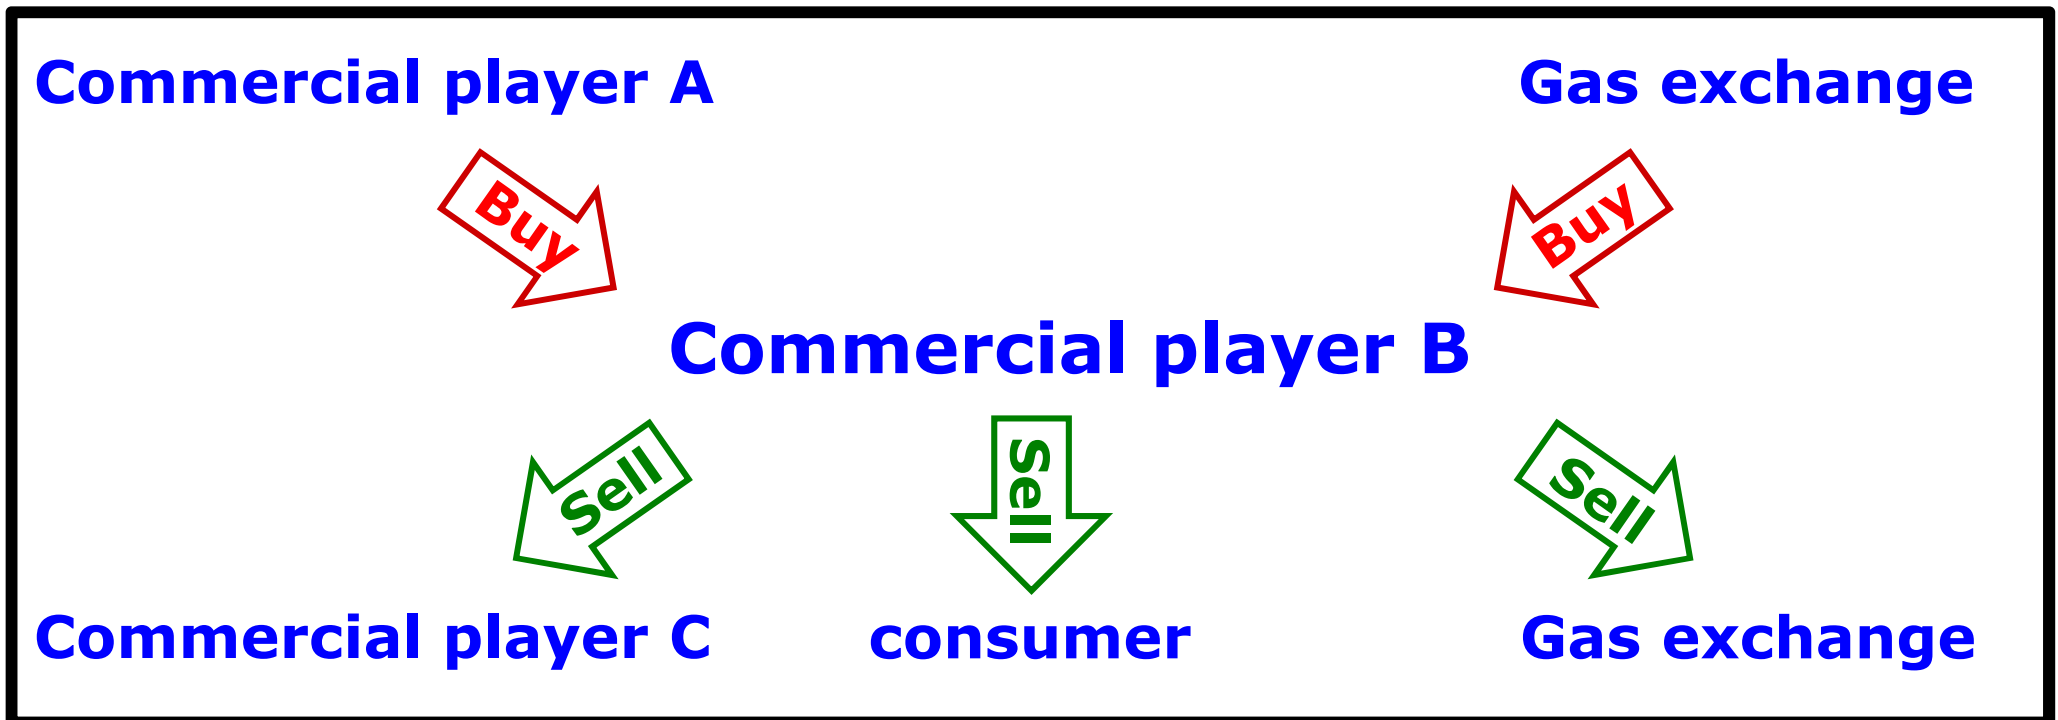 Commercial player A
Gas exchange
Buy
Buy
Commercial player B
Sell
Sell
Sell
Commercial player C
consumer
Gas exchange